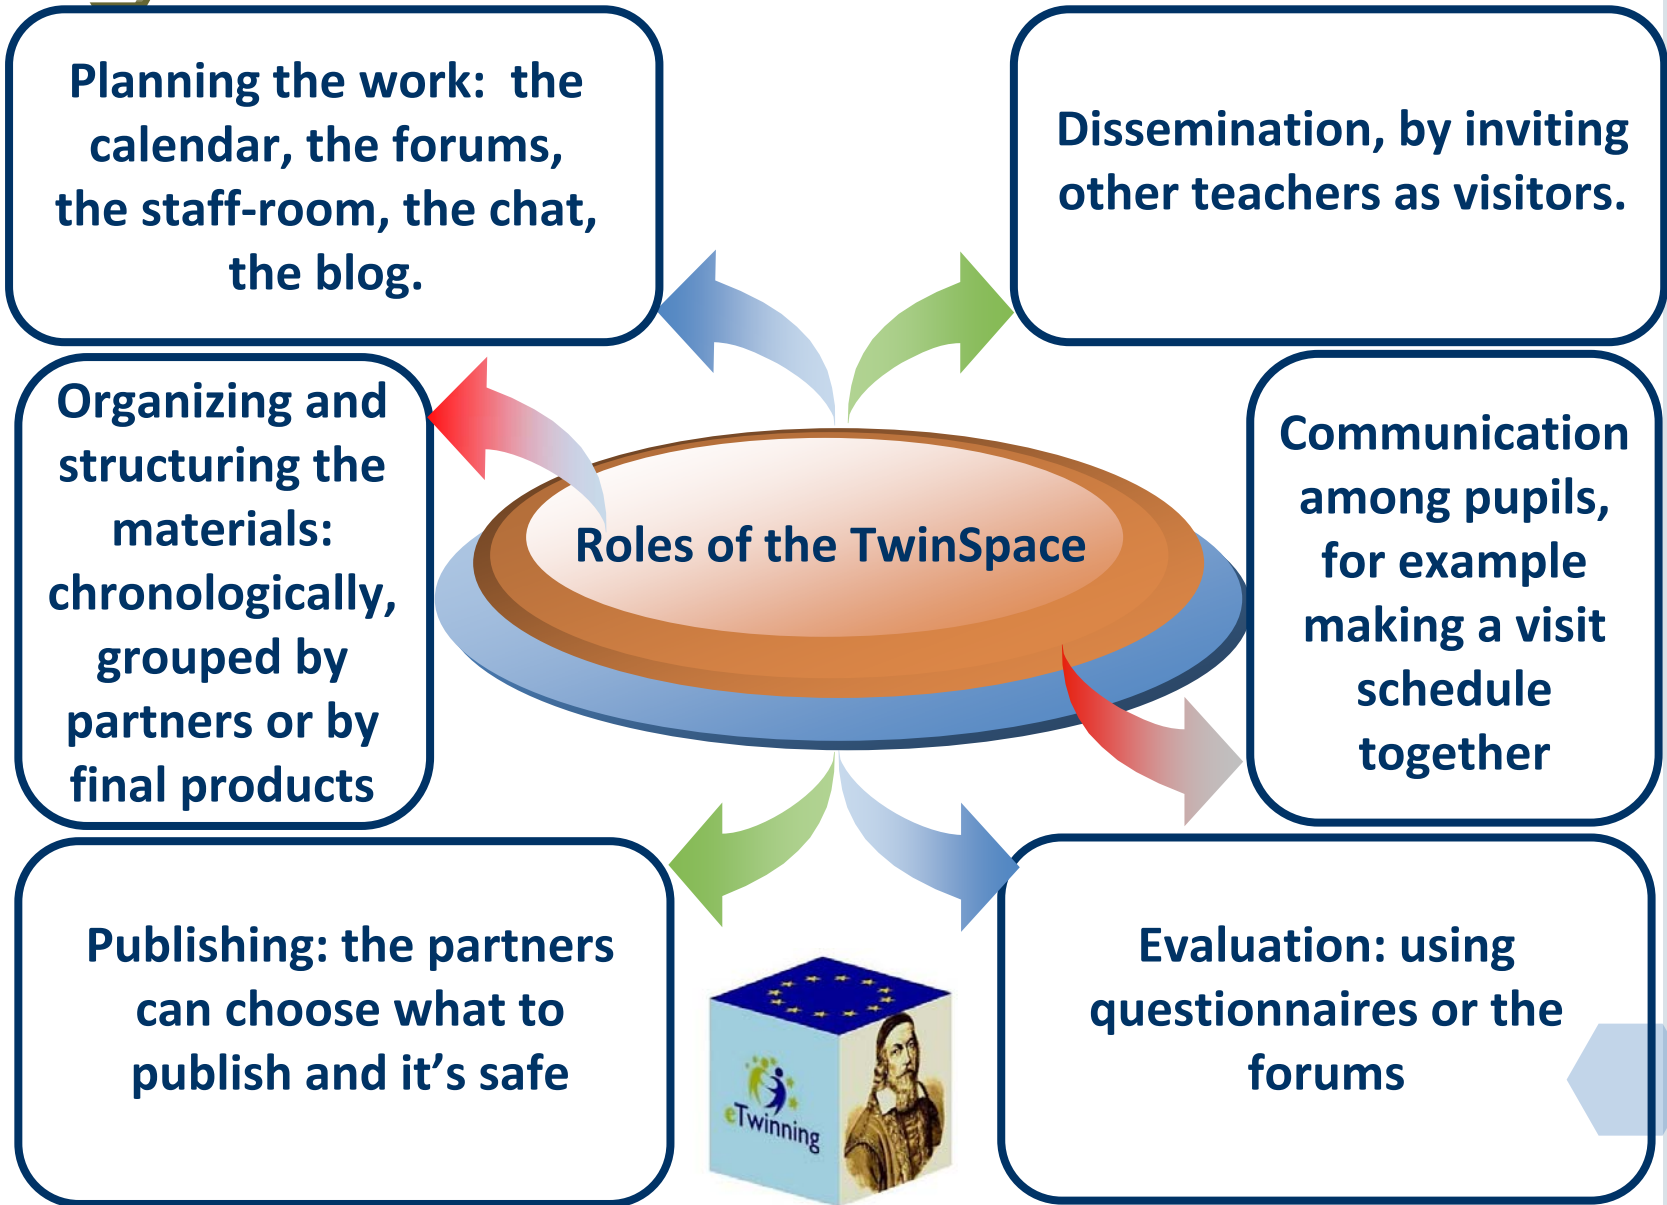 Planning the work:  the
calendar, the forums,
the staff-room, the chat,
the blog.
Dissemination, by inviting
other teachers as visitors.
Organizing and
structuring the
materials:
chronologically,
grouped by
partners or by
final products
Roles of the TwinSpace
Communication
among pupils,
for example
making a visit
schedule
together
Publishing: the partners
can choose what to
publish and it’s safe
eTwinning
Evaluation: using
questionnaires or the
forums